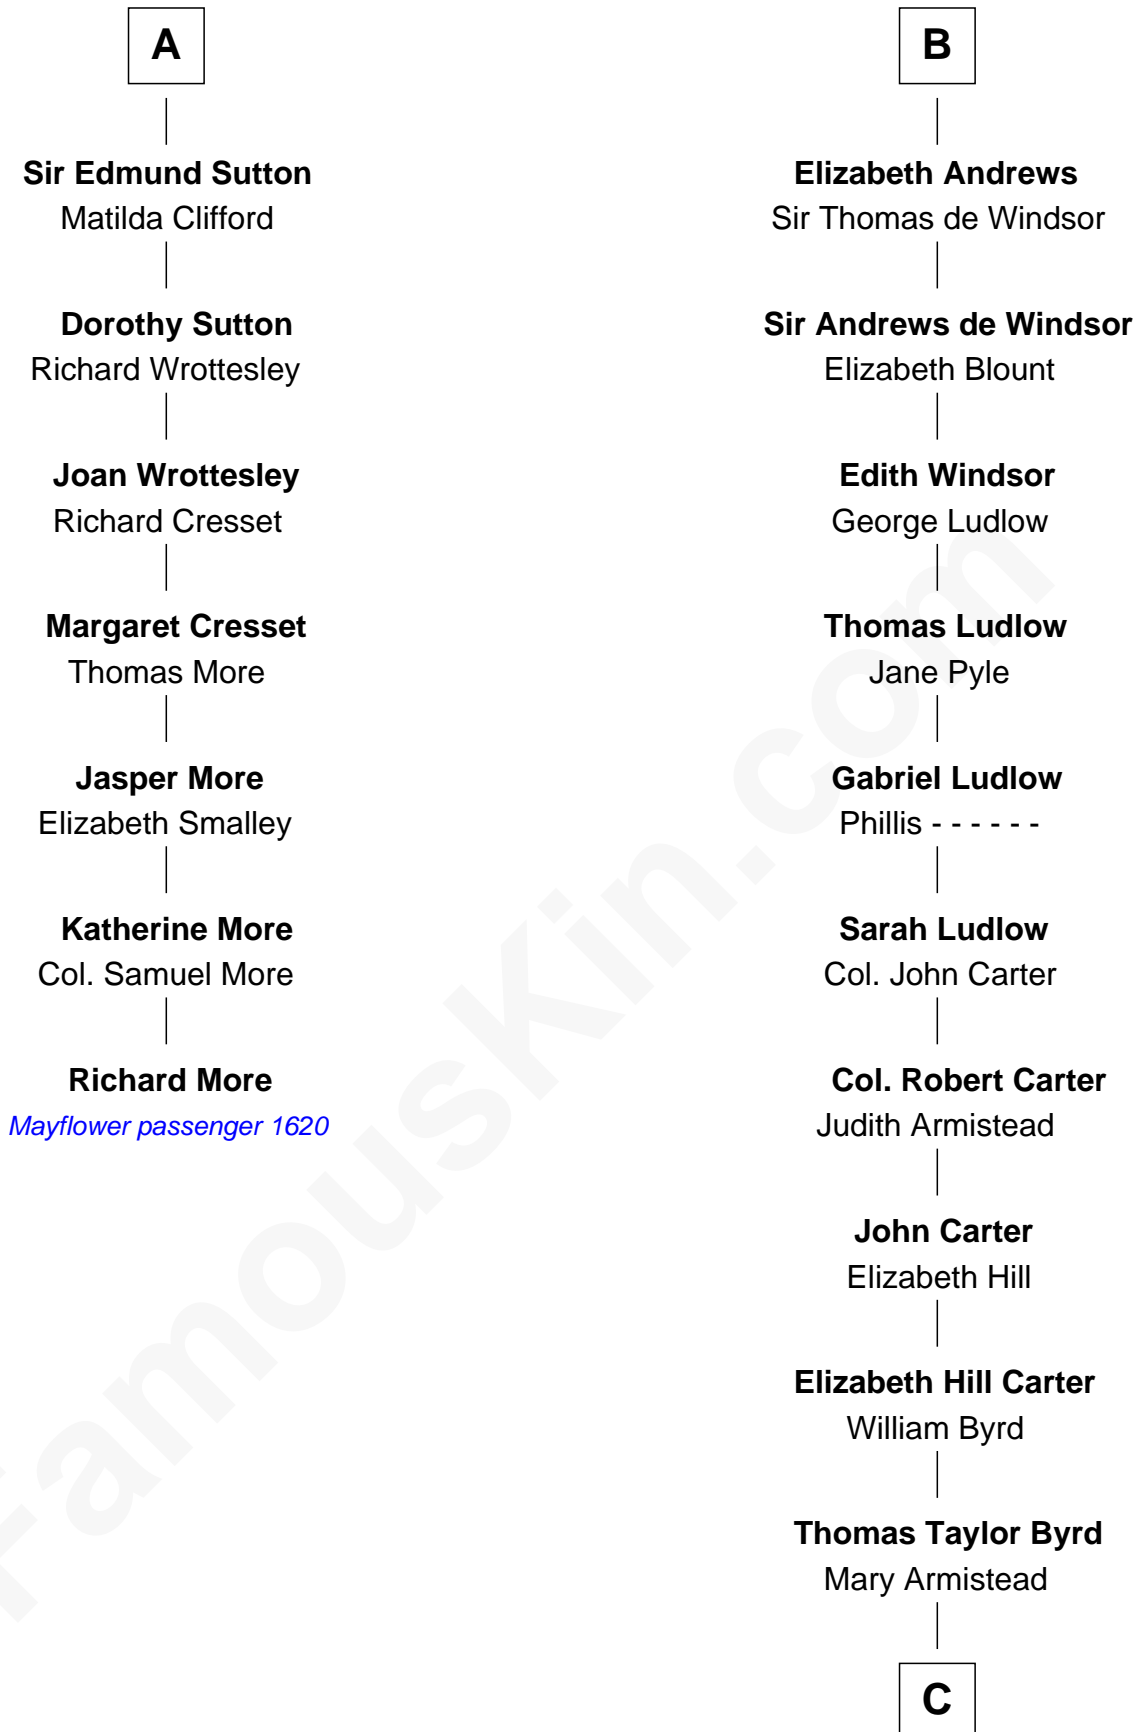 A
Sir Edmund Sutton
Matilda Clifford
Dorothy Sutton
Richard Wrottesley
Joan Wrottesley
Richard Cresset
Margaret Cresset
Thomas More
Jasper More
Elizabeth Smalley
Katherine More
Col. Samuel More
Richard More
Mayflower passenger 1620
B
Elizabeth Andrews
Sir Thomas de Windsor
Sir Andrews de Windsor
Elizabeth Blount
Edith Windsor
George Ludlow
Thomas Ludlow
Jane Pyle
Gabriel Ludlow
Phillis - - - - - -
Sarah Ludlow
Col. John Carter
Col. Robert Carter
Judith Armistead
John Carter
Elizabeth Hill
Elizabeth Hill Carter
William Byrd
Thomas Taylor Byrd
Mary Armistead
C
FamousKin.com